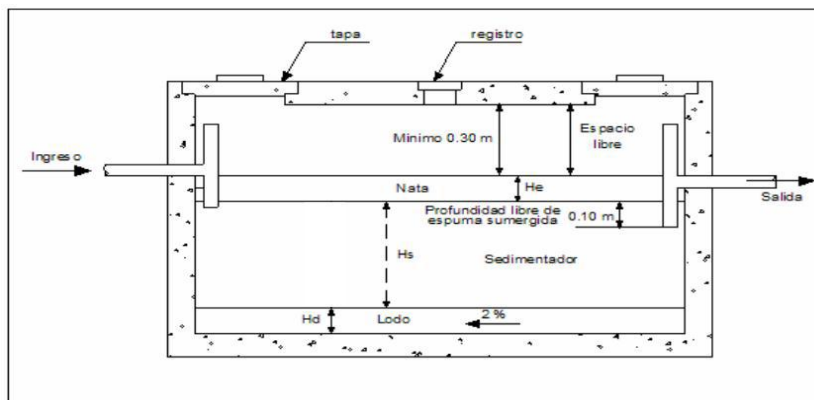 tapa
registro
Minimo 0.30 m
Espacio
libre
Ingreso
Nata
He
Salida
Profundidad libre de
espuma sumergida
0.10 m
Hs
Sedimentador
Hd
Lodo
2 %